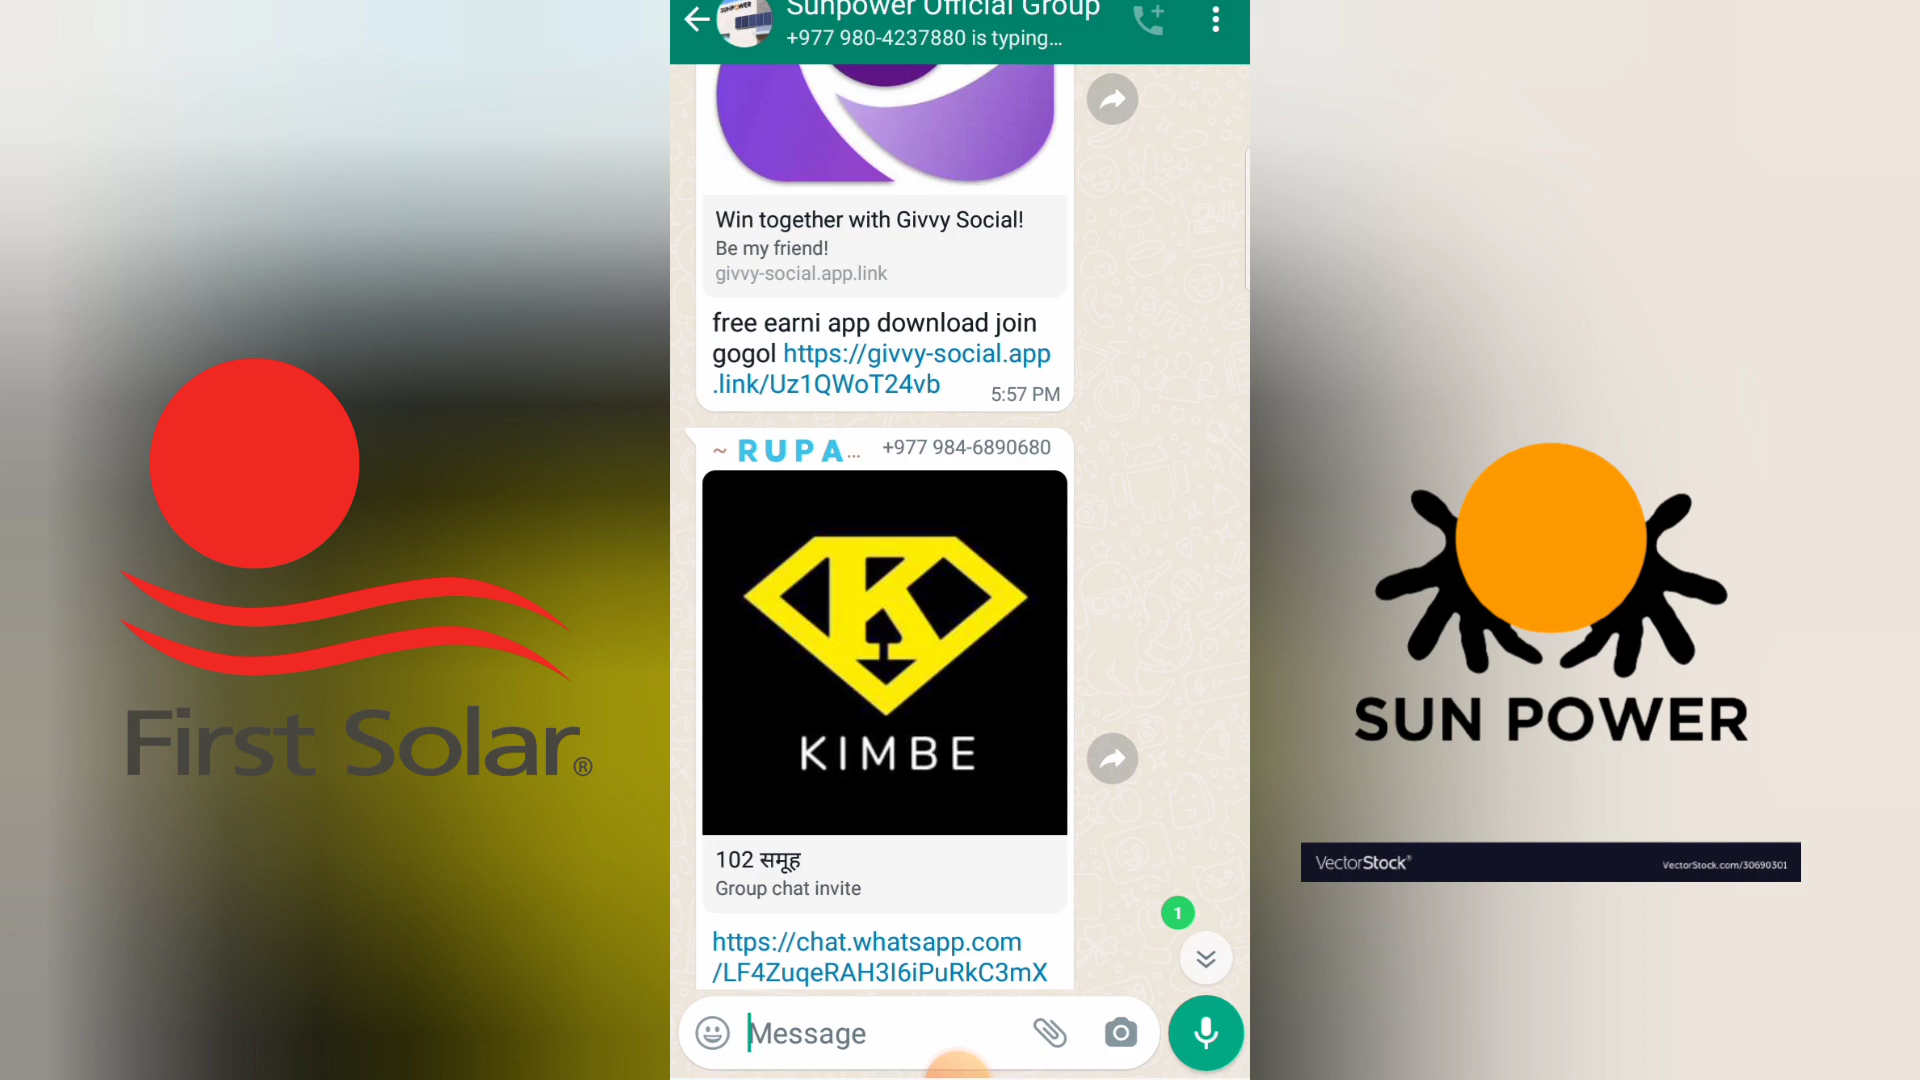 Sunpower Official Group
+977 980-4237880 is typing...
SUNPOWER
Win together with Givvy Social!
Be my friend!
givvy-social.app.link
free earni app download join
gogol https://givvy-social.app
.link/Uz1QWoT24vb
5:57 PM
~ RUPA... +977 984-6890680
K
KIMBE
102 समूह
Group chat invite
https://chat.whatsapp.com
/LF4ZuqeRAH3I6iPuRkC3mX
1
Message
First Solar®
SUN POWER
VectorStock®
VectorStock.com/30690301